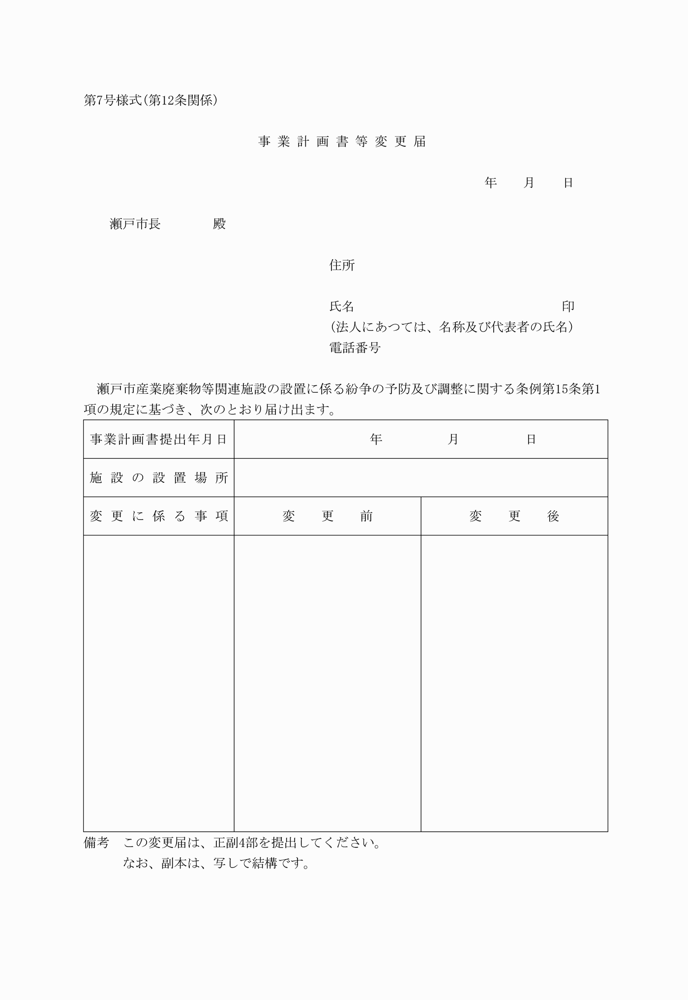 第7号様式(第12条関係)
事業計画書等変更届
年　　月　　日
瀬戸市長　　　　殿
住所
氏名　　　　　　　　　　　　　　　　印
(法人にあつては、名称及び代表者の氏名)
電話番号
瀬戸市産業廃棄物等関連施設の設置に係る紛争の予防及び調整に関する条例第15条第1
項の規定に基づき、次のとおり届け出ます。
事業計画書提出年月日　　年　　月　　日
施設の設置場所
変更に係る事項　　変更前　　変更後
備考　この変更届は、正副4部を提出してください。
なお、副本は、写しで結構です。